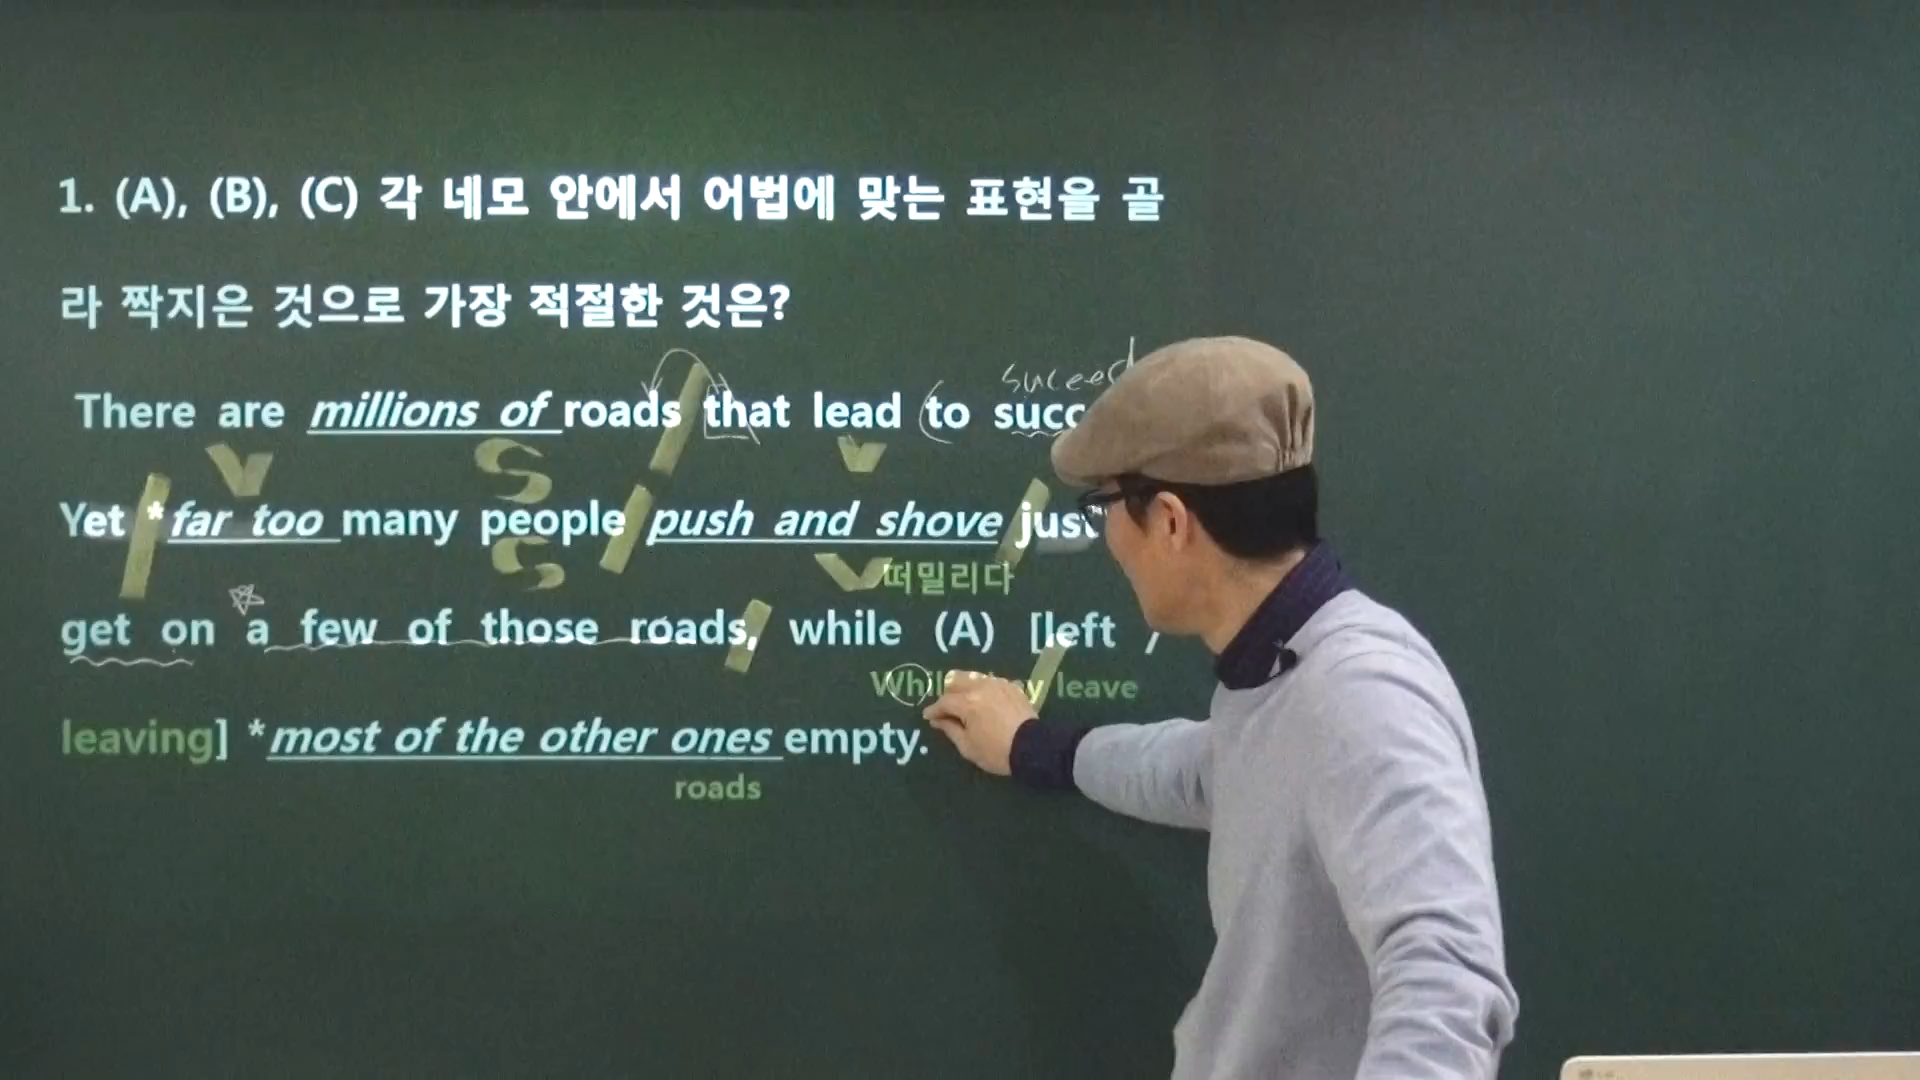 1. (A), (B), (C) 각 네모 안에서 어법에 맞는 표현을 골
라 짝지은 것으로 가장 적절한 것은?
succeed
There are millions of roads that lead to
V S V
Yet *far too many people push and shove just
S V 떠밀리다
get on a few of those roads, while (A) [left /
leave
leaving] *most of the other ones empty.
roads